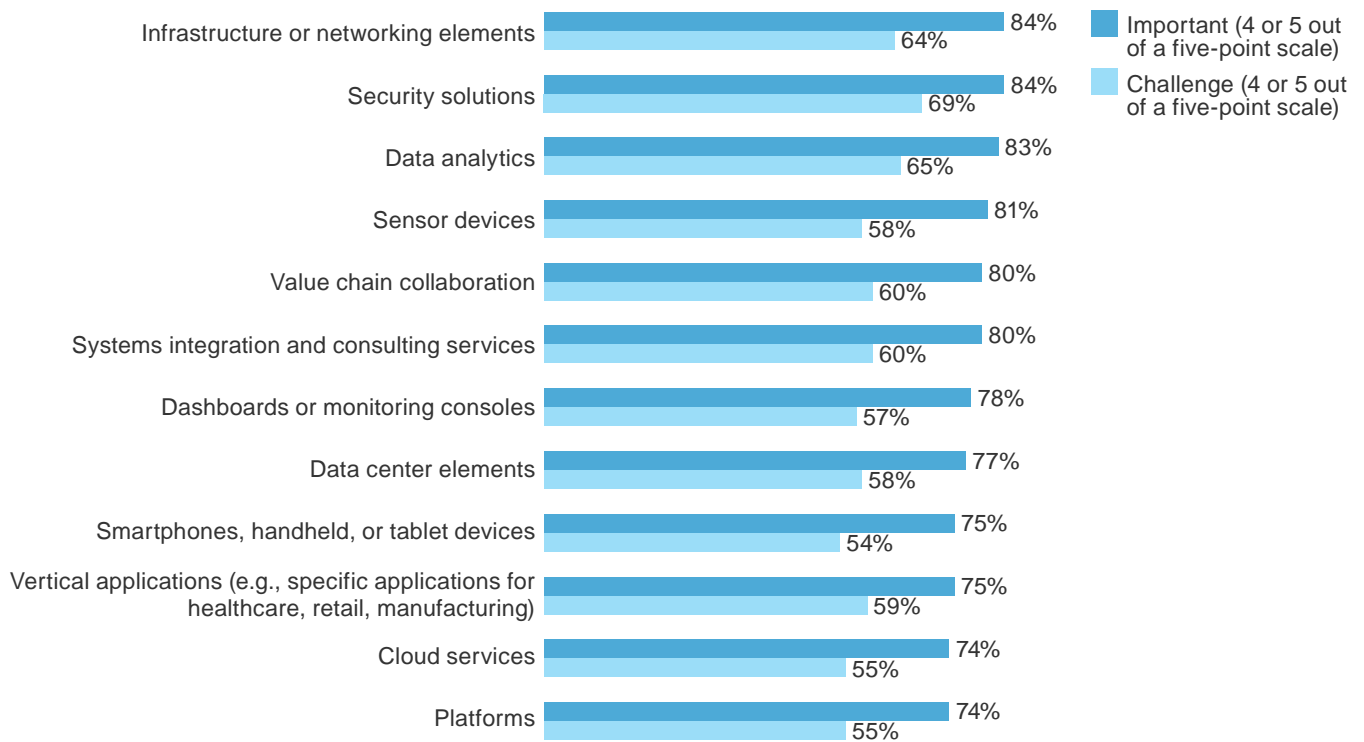 Infrastructure or networking elements
84%
64%
Important (4 or 5 out
of a five-point scale)
Challenge (4 or 5 out
of a five-point scale)
Security solutions
84%
69%
Data analytics
83%
65%
Sensor devices
81%
58%
Value chain collaboration
80%
60%
Systems integration and consulting services
80%
60%
Dashboards or monitoring consoles
78%
57%
Data center elements
77%
58%
Smartphones, handheld, or tablet devices
75%
54%
Vertical applications (e.g., specific applications for
healthcare, retail, manufacturing)
75%
59%
Cloud services
74%
55%
Platforms
74%
55%